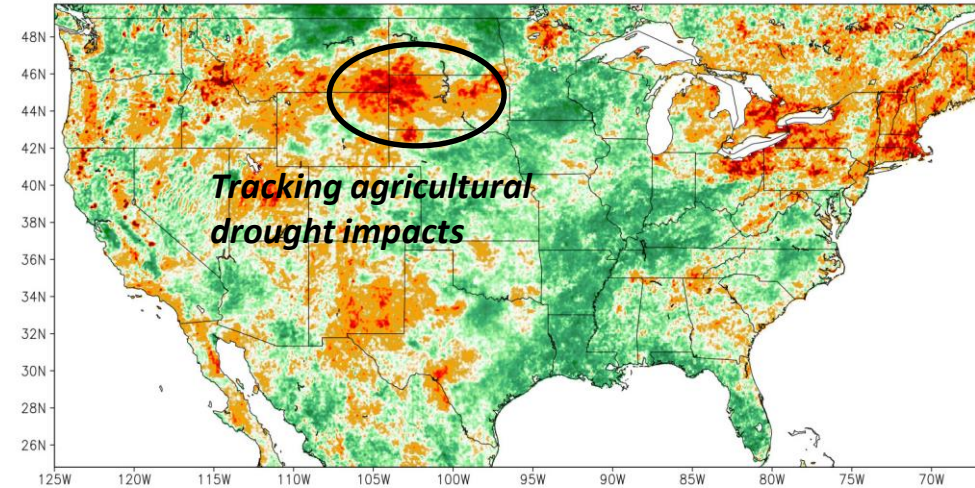 48N
46N
44N
42N
40N
38N
36N
34N
32N
30N
28N
26N
Tracking agricultural
drought impacts
125W 120W 115W 110W 105W 100W 95W 90W 85W 80W 75W 70W